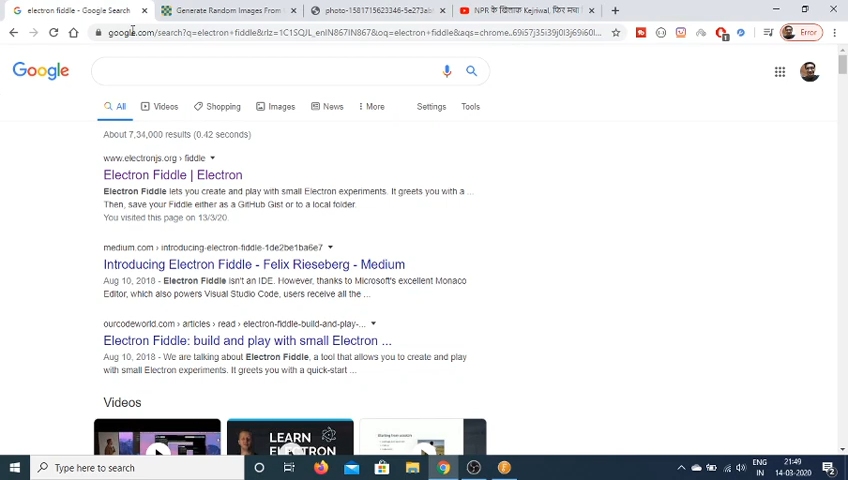 electron fiddle - Google Search
Generate Random Images From
photo-1581715623346-5e273ab
NPR के खिलाफ Kejriwal, फिर मचा
google.com/search?q=electron+fiddle&rlz=1C1SQJL_enIN867IN867&oq=electron+fiddle&aqs=chrome..69i57j35i39j0l3j69i60l...
Error
Google
All
Videos
Shopping
Images
News
More
Settings
Tools
About 7,34,000 results (0.42 seconds)
www.electronjs.org › fiddle
Electron Fiddle | Electron
Electron Fiddle lets you create and play with small Electron experiments. It greets you with a ...
Then, save your Fiddle either as a GitHub Gist or to a local folder.
You visited this page on 13/3/20.
medium.com › introducing-electron-fiddle-1de2be1ba6e7
Introducing Electron Fiddle - Felix Rieseberg - Medium
Aug 10, 2018 - Electron Fiddle isn't an IDE. However, thanks to Microsoft's excellent Monaco
Editor, which also powers Visual Studio Code, users receive all the ...
ourcodeworld.com › articles › read › electron-fiddle-build-and-play-...
Electron Fiddle: build and play with small Electron ...
Aug 10, 2018 - We are talking about Electron Fiddle, a tool that allows you to create and play
with small Electron experiments. It greets you with a quick-start ...
Videos
LEARN
ELECTRON
Starting from scratch
Type here to search
ENG
IN
21:49
14-03-2020
2